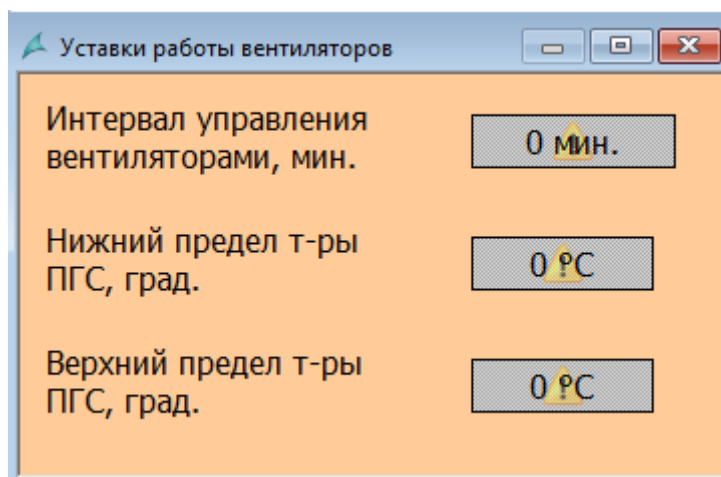 Уставки работы вентиляторов
Интервал управления
вентиляторами, мин.
0 мин.
Нижний предел т-ры
ПГС, град.
0 °C
Верхний предел т-ры
ПГС, град.
0 °C